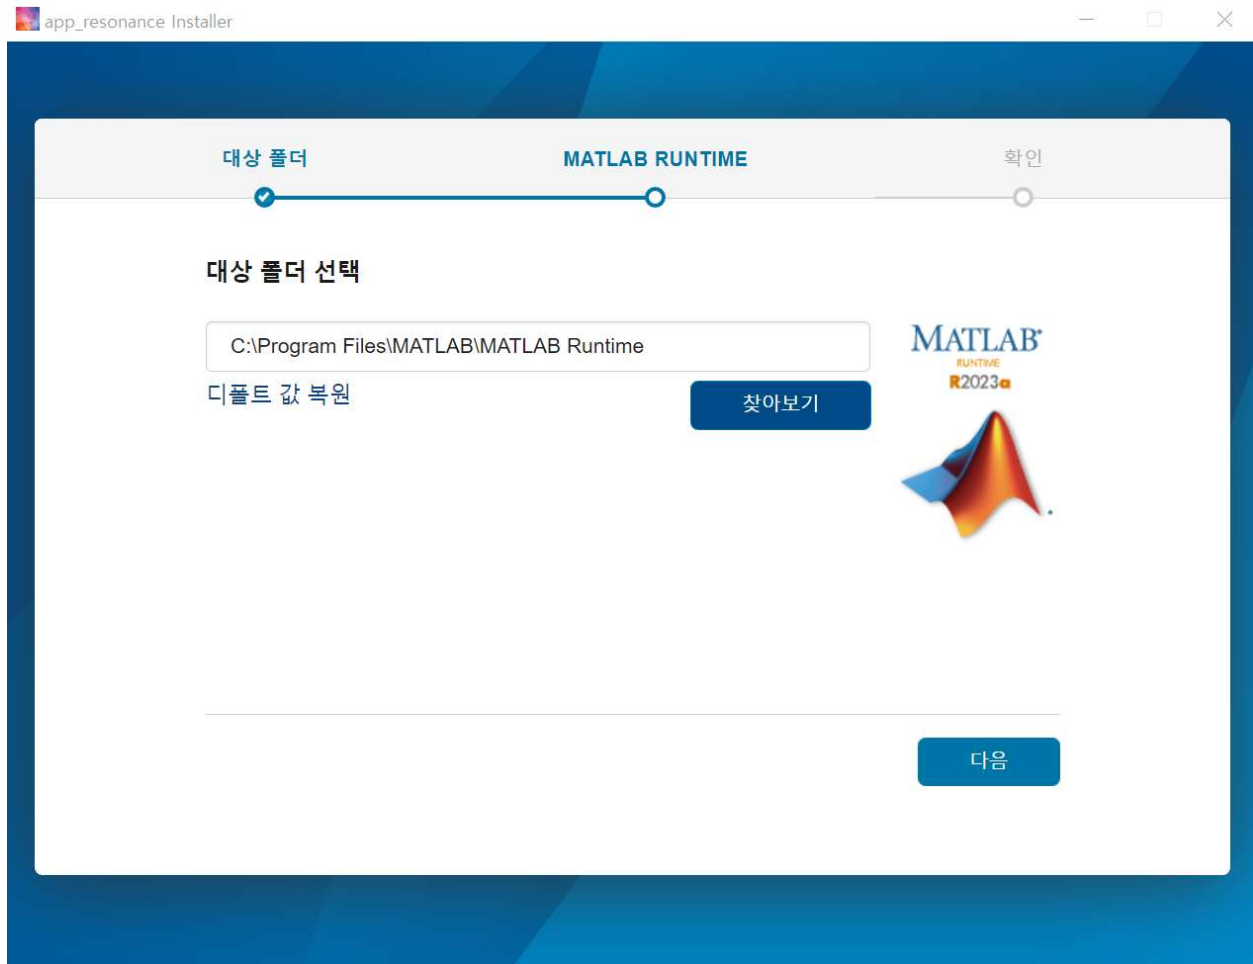 app_resonance Installer
대상 폴더
MATLAB RUNTIME
확인
대상 폴더 선택
C:\Program Files\MATLAB\MATLAB Runtime
디폴트 값 복원
찾아보기
MATLAB®
RUNTIME
R2023a
다음